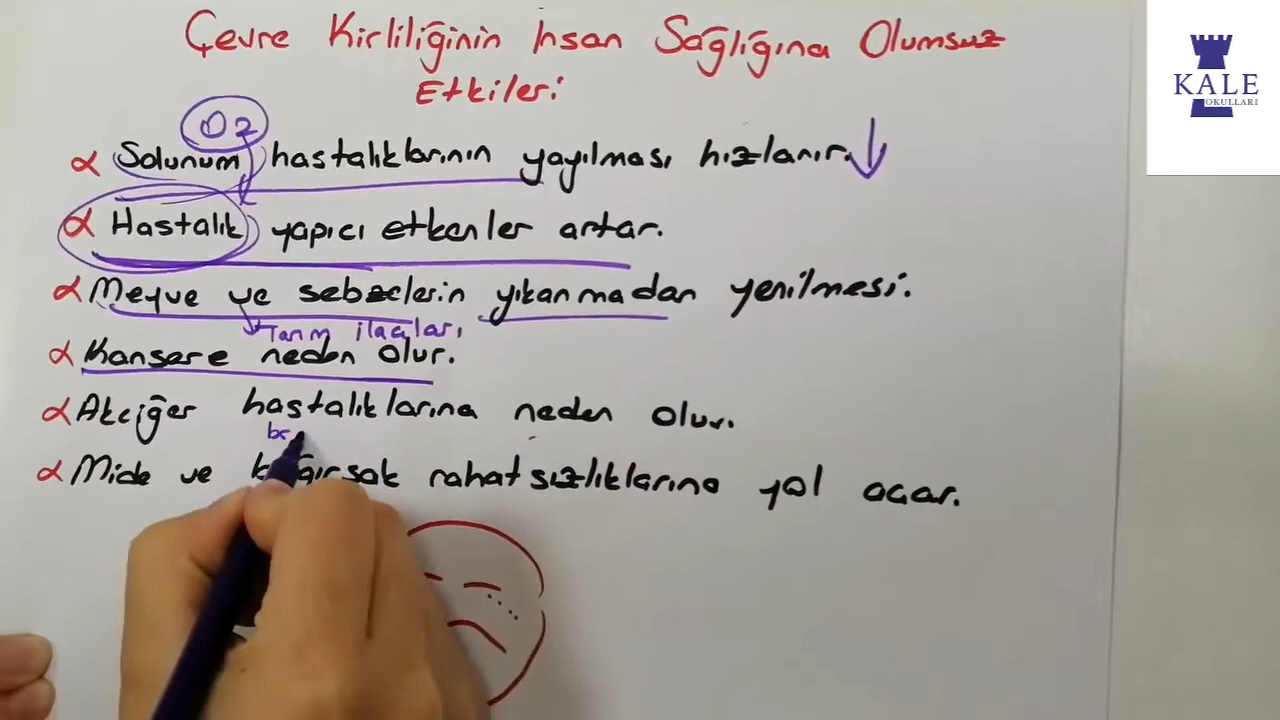 Çevre Kirliliğinin İnsan Sağlığına Olumsuz
Etkileri
KALE
OKULLARI
O2
α Solunum hastalıklarının yayılması hızlanır.
α Hastalık yapıcı etkenler artar.
α Meyve ve sebzelerin yıkanmadan yenilmesi.
Tarım ilaçları
α Kansere neden olur.
α Akciğer hastalıklarına neden olur.
α Mide ve rahatsızlıklarına yol açar.